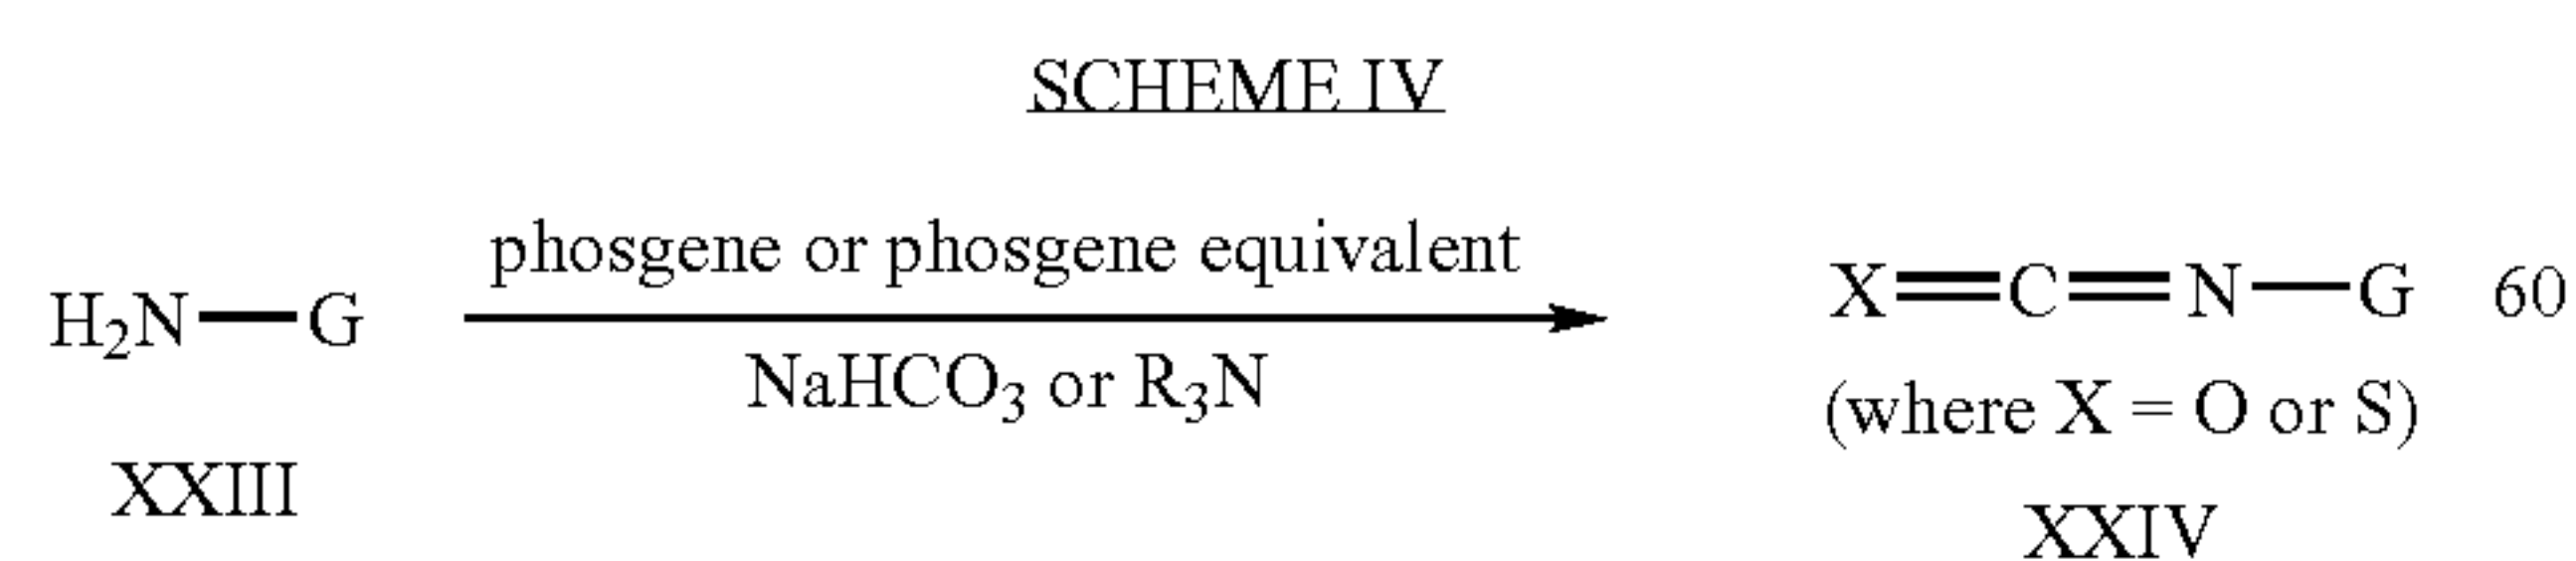 SCHEME IV
phosgene or phosgene equivalent
H₂N—G X=C=N—G 60
NaHCO₃ or R₃N
(where X = O or S)
XXIII
XXIV